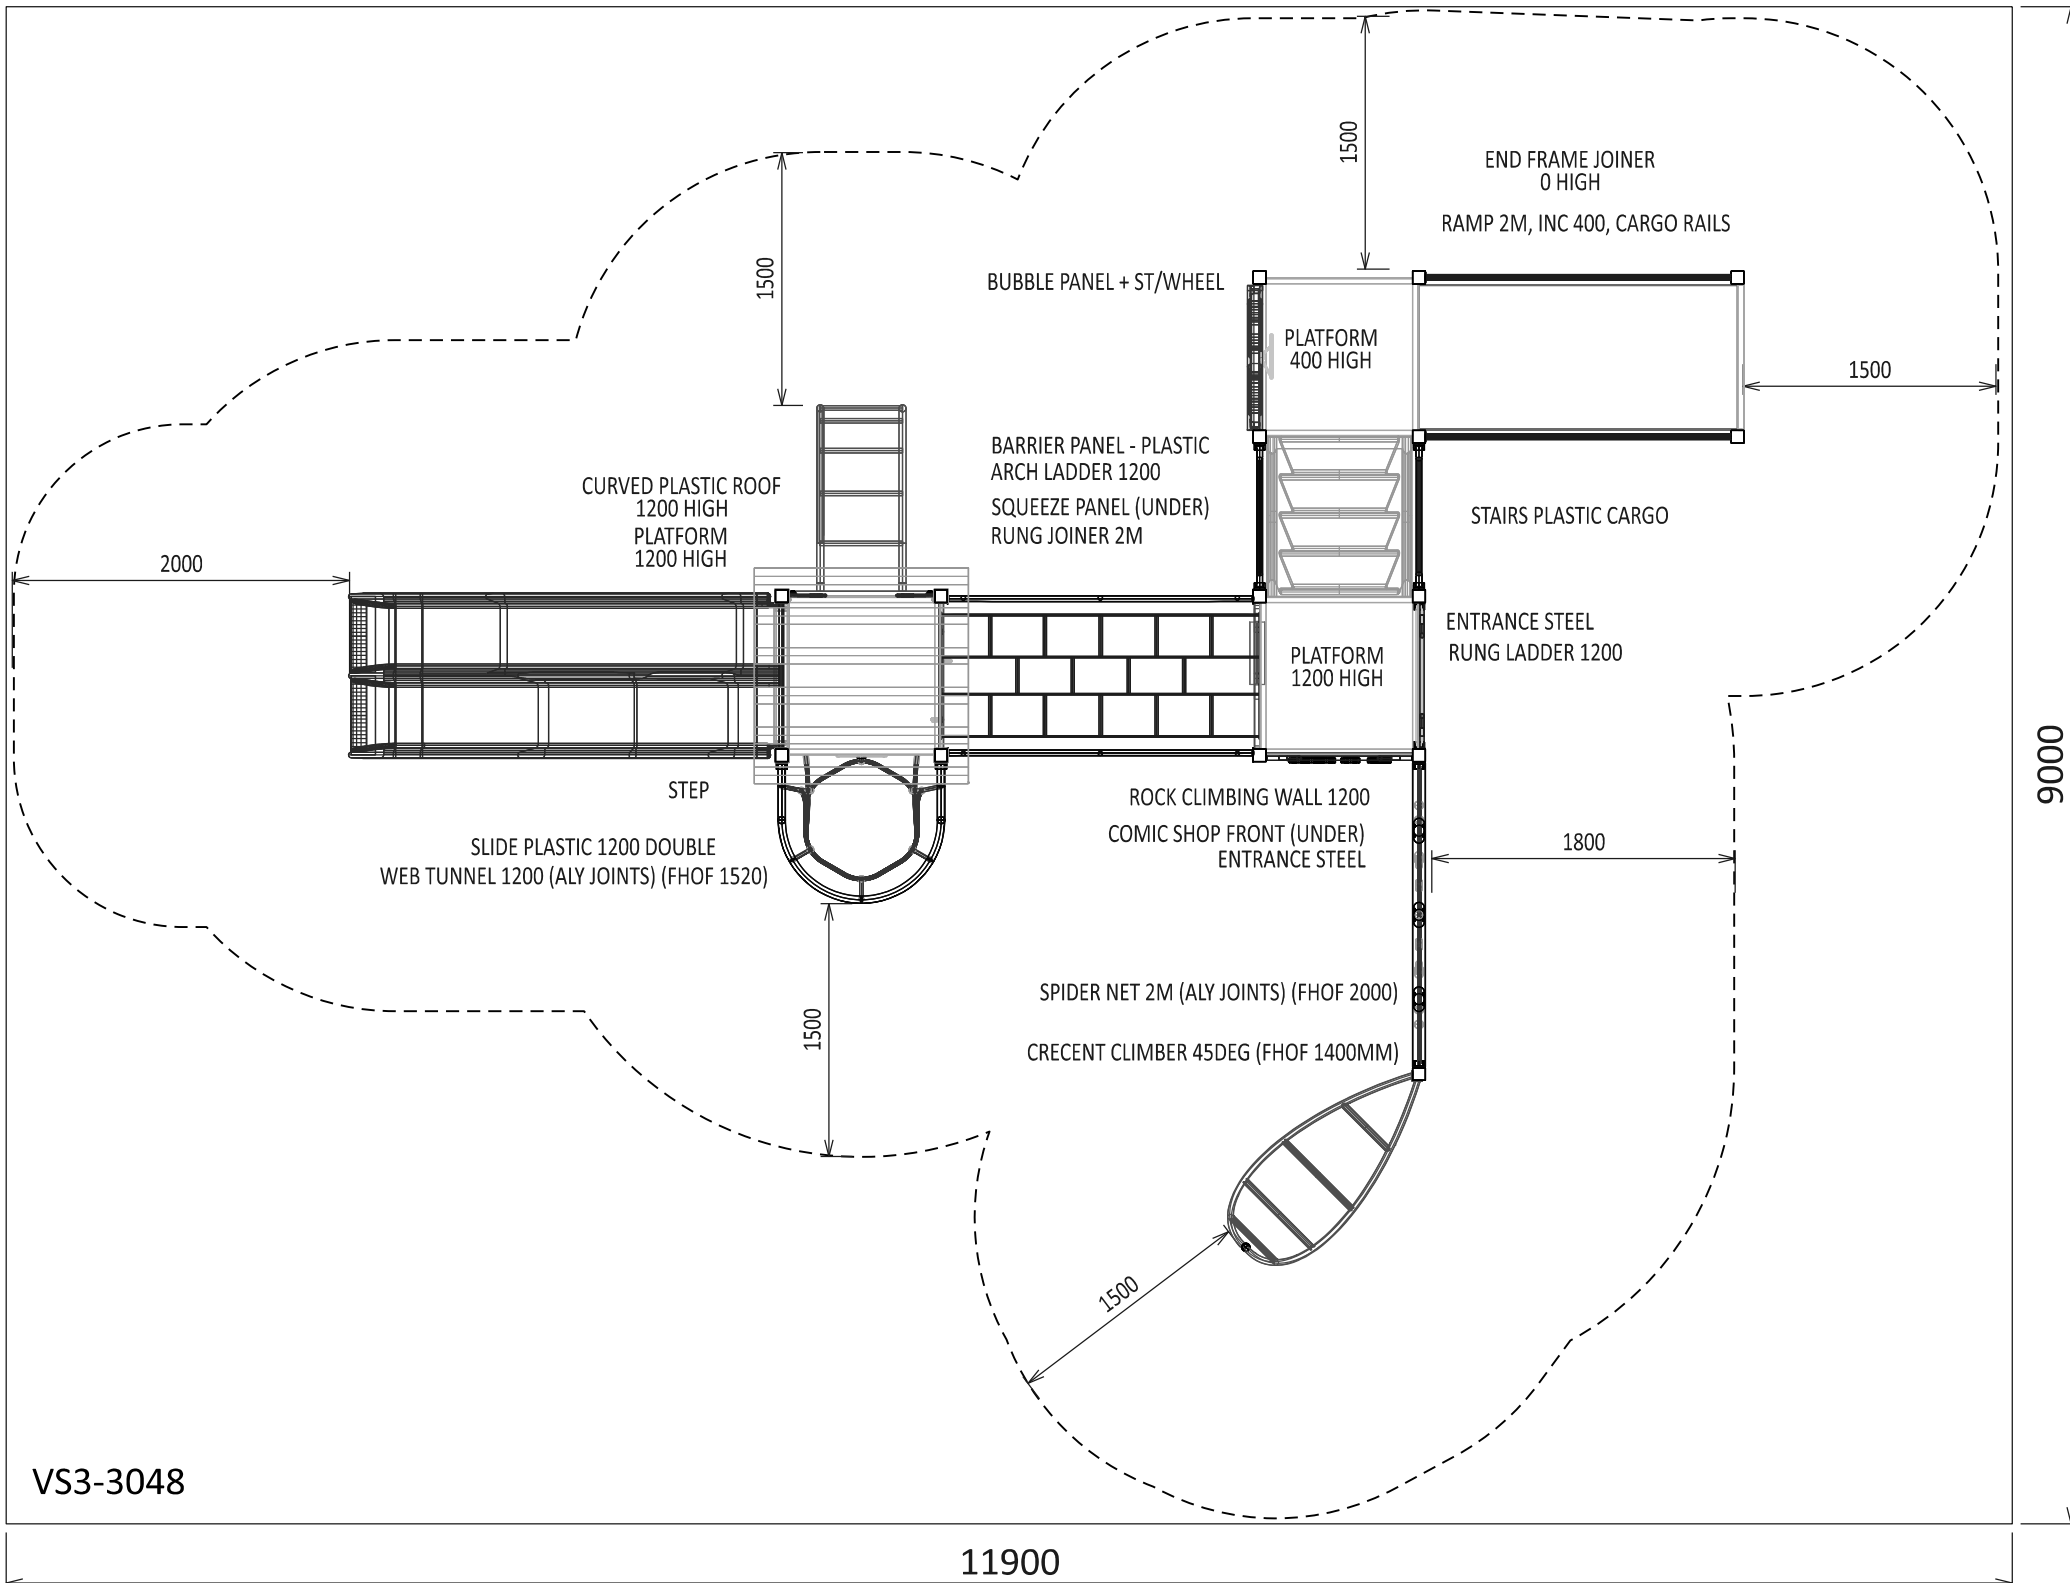 1500
END FRAME JOINER
0 HIGH
RAMP 2M, INC 400, CARGO RAILS
1500
BUBBLE PANEL + ST/WHEEL
PLATFORM
400 HIGH
1500
BARRIER PANEL - PLASTIC
ARCH LADDER 1200
SQUEEZE PANEL (UNDER)
RUNG JOINER 2M
CURVED PLASTIC ROOF
1200 HIGH
PLATFORM
1200 HIGH
STAIRS PLASTIC CARGO
2000
ENTRANCE STEEL
RUNG LADDER 1200
PLATFORM
1200 HIGH
9000
STEP
ROCK CLIMBING WALL 1200
COMIC SHOP FRONT (UNDER)
ENTRANCE STEEL
1800
SLIDE PLASTIC 1200 DOUBLE
WEB TUNNEL 1200 (ALY JOINTS) (FHOF 1520)
SPIDER NET 2M (ALY JOINTS) (FHOF 2000)
1500
CRECENT CLIMBER 45DEG (FHOF 1400MM)
1500
VS3-3048
11900